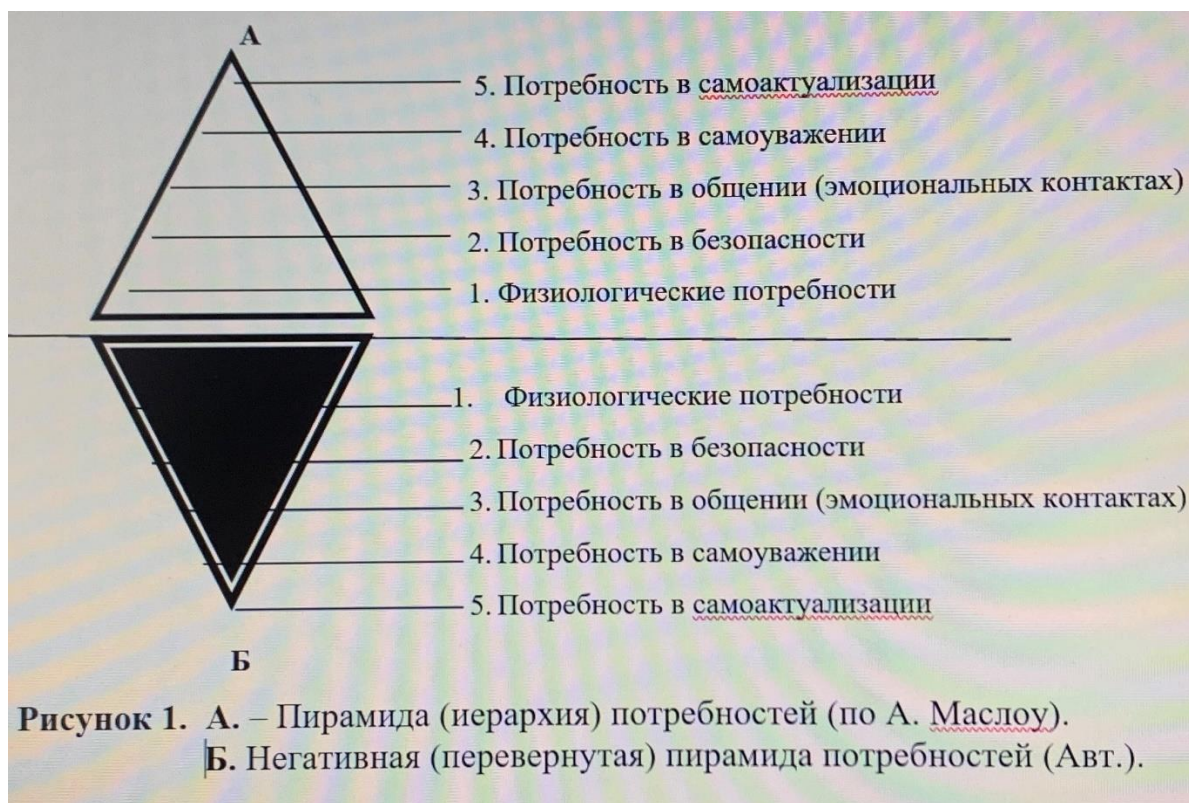 А
5. Потребность в самоактуализации
4. Потребность в самоуважении
3. Потребность в общении (эмоциональных контактах)
2. Потребность в безопасности
1. Физиологические потребности
1. Физиологические потребности
2. Потребность в безопасности
3. Потребность в общении (эмоциональных контактах)
4. Потребность в самоуважении
5. Потребность в самоактуализации
Б
Рисунок 1. А. – Пирамида (иерархия) потребностей (по А. Маслоу).
Б. Негативная (перевернутая) пирамида потребностей (Авт.).